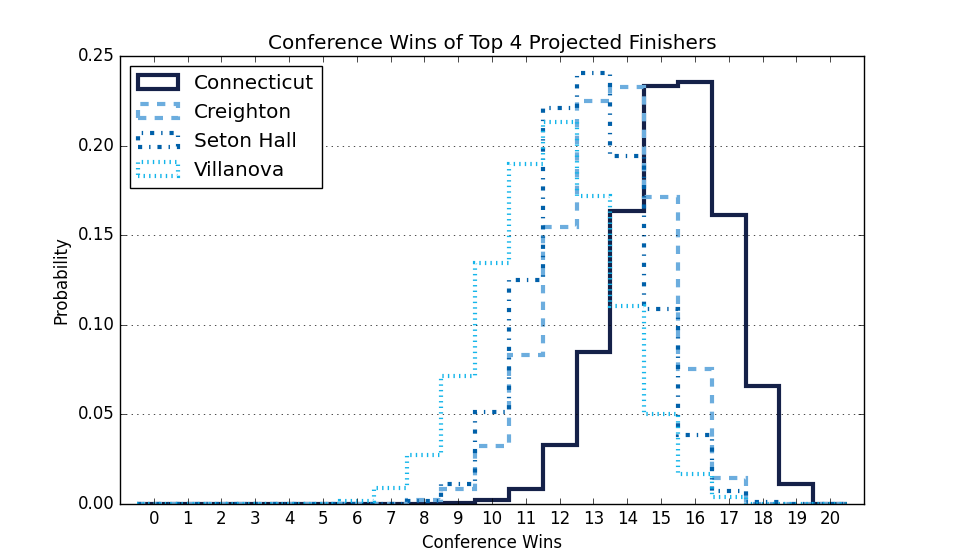 Conference Wins of Top 4 Projected Finishers
0.25
0.20
0.15
0.10
0.05
0.00
Probability
Connecticut
Creighton
Seton Hall
Villanova
0 1 2 3 4 5 6 7 8 9 10 11 12 13 14 15 16 17 18 19 20
Conference Wins